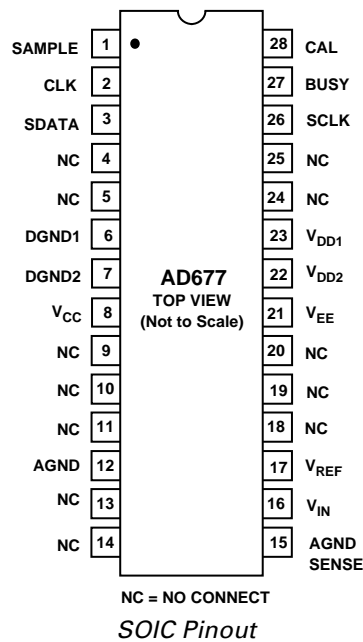 SAMPLE 1 28 CAL
CLK 2 27 BUSY
SDATA 3 26 SCLK
NC 4 25 NC
NC 5 24 NC
DGND1 6 23 VDD1
DGND2 7 AD677 22 VDD2
TOP VIEW
VCC 8 (Not to Scale) 21 VEE
NC 9 20 NC
NC 10 19 NC
NC 11 18 NC
AGND 12 17 VREF
NC 13 16 VIN
NC 14 15 AGND
SENSE
NC = NO CONNECT
SOIC Pinout